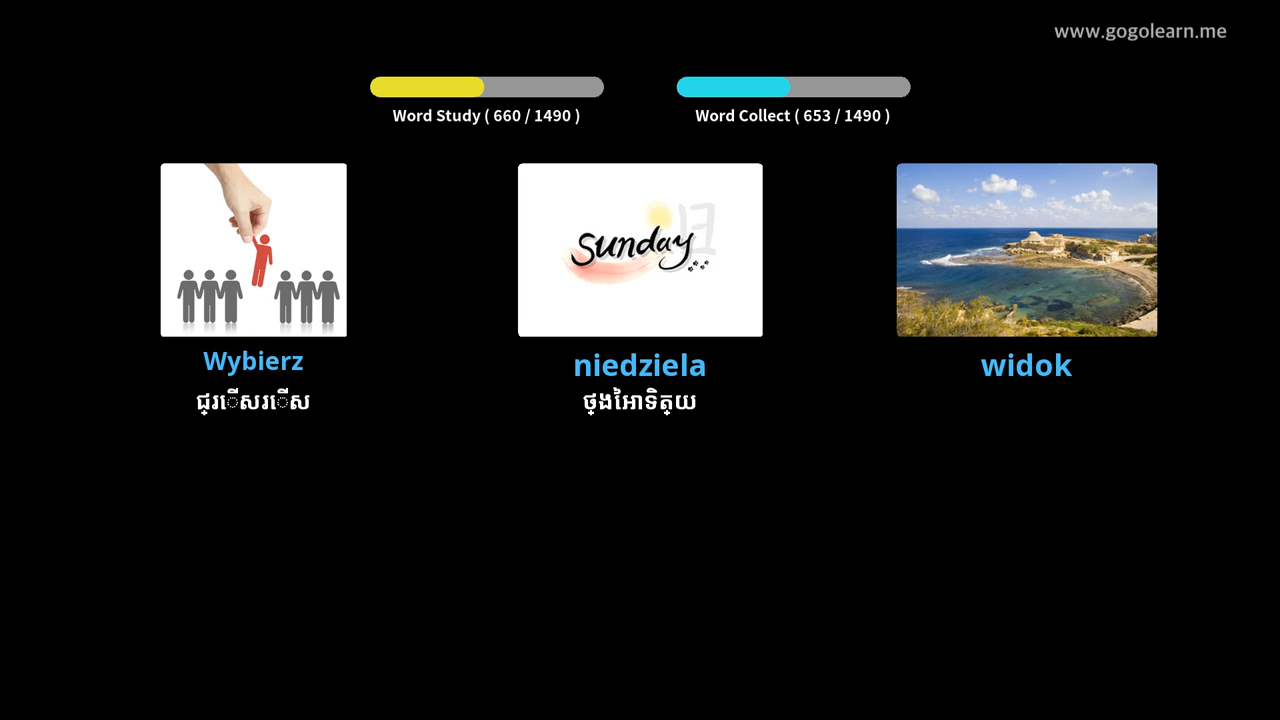 www.gogolearn.me
Word Study ( 660 / 1490 )
Word Collect ( 653 / 1490 )
Sunday
Wybierz
niedziela
widok
ជ្រើសរើស
ថ្ងៃអាទិត្យ